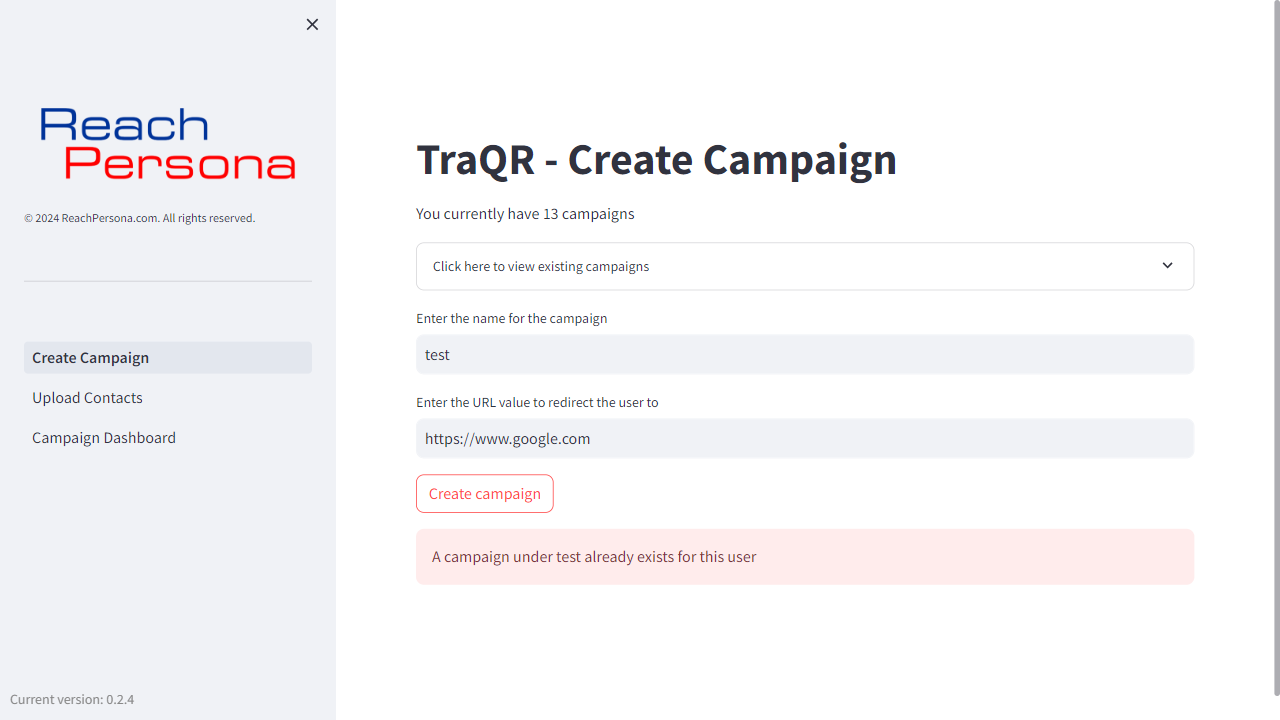 Reach
Persona
© 2024 ReachPersona.com. All rights reserved.
Create Campaign
Upload Contacts
Campaign Dashboard
Current version: 0.2.4
TraQR - Create Campaign
You currently have 13 campaigns
Click here to view existing campaigns
Enter the name for the campaign
test
Enter the URL value to redirect the user to
https://www.google.com
Create campaign
A campaign under test already exists for this user